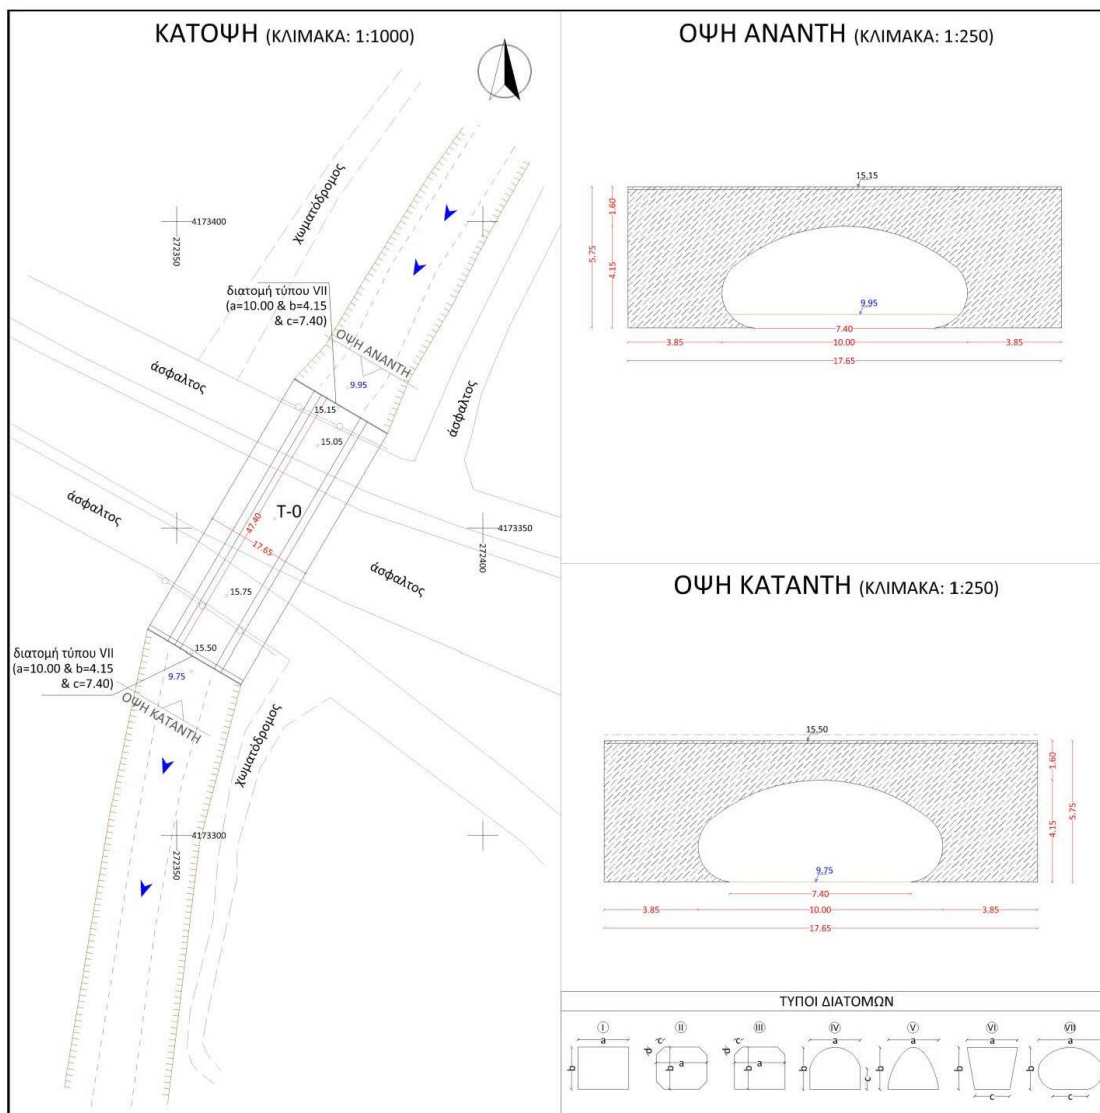 ΚΑΤΟΨΗ (ΚΛΙΜΑΚΑ: 1:1000)
χωματόδρομος
4173400
272350
διατομή τύπου VII
(a=10.00 & b=4.15
& c=7.40)
ΟΨΗ ΑΝΑΝΤΗ
άσφαλτος
9.95
15.15
15.05
άσφαλτος
άσφαλτος
Τ-0
47.40
17.65
4173350
272400
άσφαλτος
15.75
διατομή τύπου VII
(a=10.00 & b=4.15
& c=7.40)
15.50
9.75
ΟΨΗ ΚΑΤΑΝΤΗ
χωματόδρομος
4173300
272350
ΟΨΗ ΑΝΑΝΤΗ (ΚΛΙΜΑΚΑ: 1:250)
15.15
1.60
5.75
4.15
9.95
7.40
3.85
10.00
3.85
17.65
ΟΨΗ ΚΑΤΑΝΤΗ (ΚΛΙΜΑΚΑ: 1:250)
15.50
1.60
5.75
4.15
9.75
7.40
3.85
10.00
3.85
17.65
ΤΥΠΟΙ ΔΙΑΤΟΜΩΝ
I II III IV V VI VII
a b
c d a b
c d a b
a b c
a b
a b c
a b c